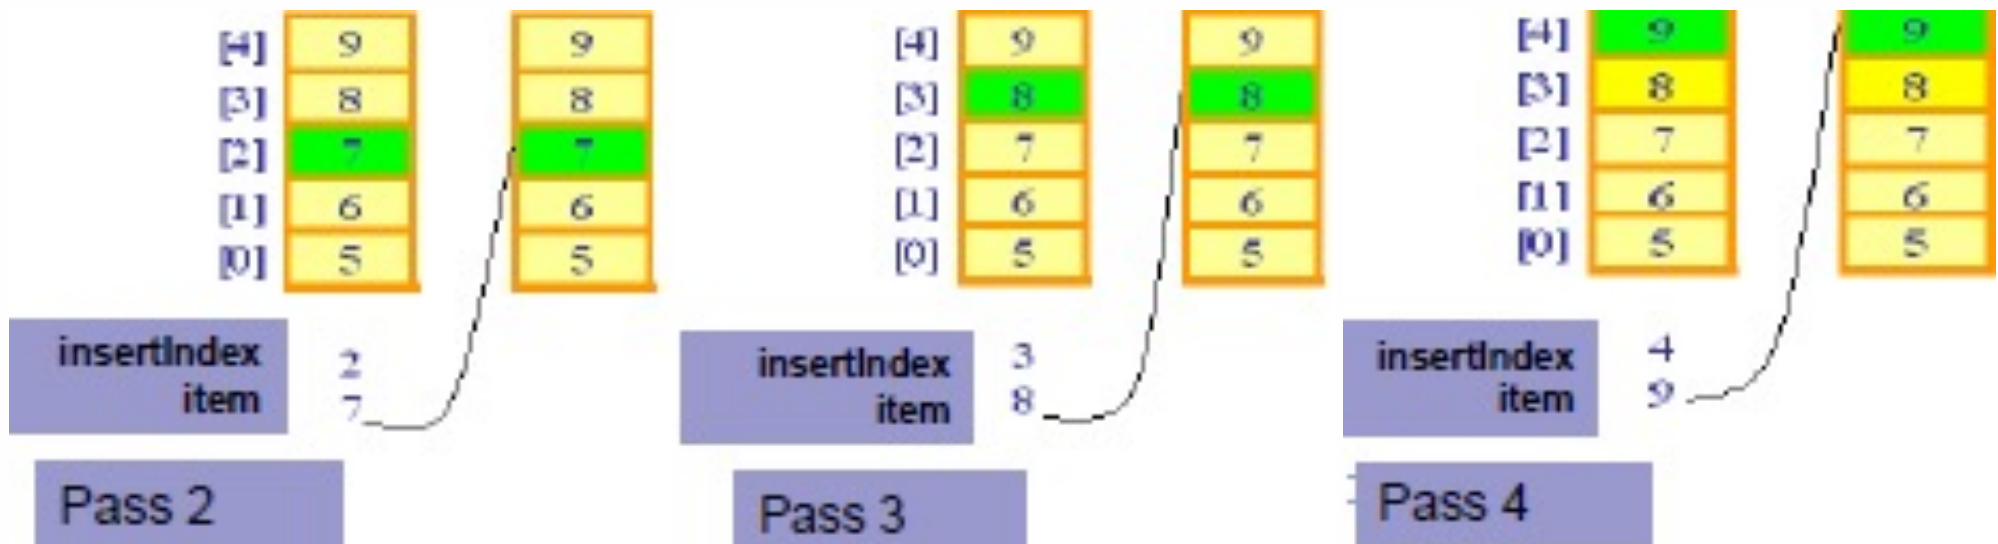 [4] 9 9
[3] 8 8
[2] 7 7
[1] 6 6
[0] 5 5
insertIndex 2
item 7
Pass 2
[4] 9 9
[3] 8 8
[2] 7 7
[1] 6 6
[0] 5 5
insertIndex 3
item 8
Pass 3
[4] 9 9
[3] 8 8
[2] 7 7
[1] 6 6
[0] 5 5
insertIndex 4
item 9
Pass 4